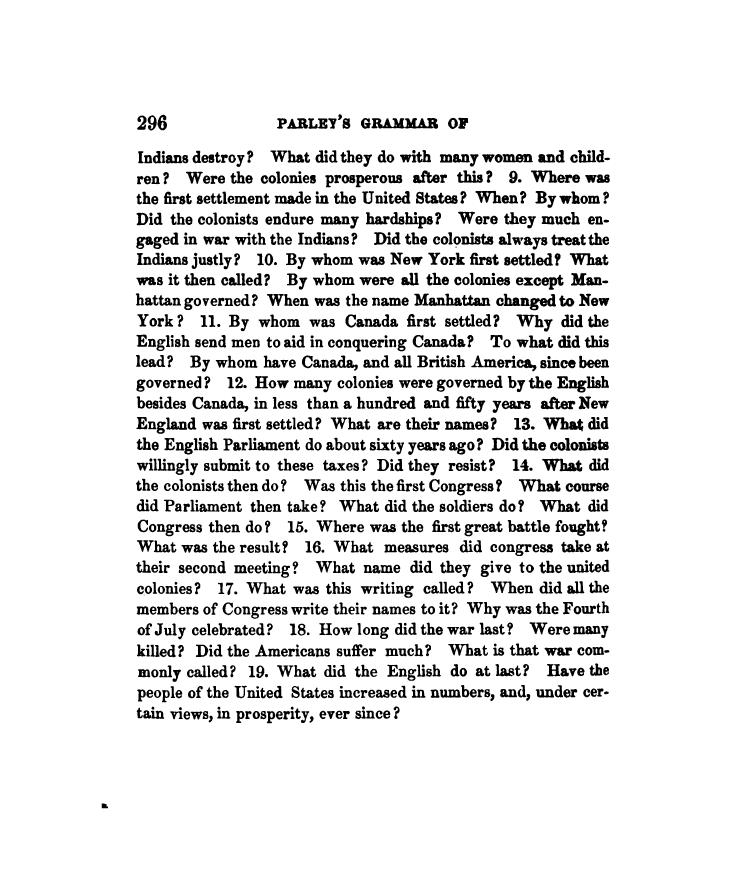 296 PARLEY'S GRAMMAR OF
Indians destroy? What did they do with many women and child-
ren? Were the colonies prosperous after this? 9. Where was
the first settlement made in the United States? When? By whom?
Did the colonists endure many hardships? Were they much en-
gaged in war with the Indians? Did the colonists always treat the
Indians justly? 10. By whom was New York first settled? What
was it then called? By whom were all the colonies except Man-
hattan governed? When was the name Manhattan changed to New
York? 11. By whom was Canada first settled? Why did the
English send men to aid in conquering Canada? To what did this
lead? By whom have Canada, and all British America, since been
governed? 12. How many colonies were governed by the English
besides Canada, in less than a hundred and fifty years after New
England was first settled? What are their names? 13. What did
the English Parliament do about sixty years ago? Did the colonists
willingly submit to these taxes? Did they resist? 14. What did
the colonists then do? Was this the first Congress? What course
did Parliament then take? What did the soldiers do? What did
Congress then do? 15. Where was the first great battle fought?
What was the result? 16. What measures did congress take at
their second meeting? What name did they give to the united
colonies? 17. What was this writing called? When did all the
members of Congress write their names to it? Why was the Fourth
of July celebrated? 18. How long did the war last? Were many
killed? Did the Americans suffer much? What is that war com-
monly called? 19. What did the English do at last? Have the
people of the United States increased in numbers, and, under cer-
tain views, in prosperity, ever since?